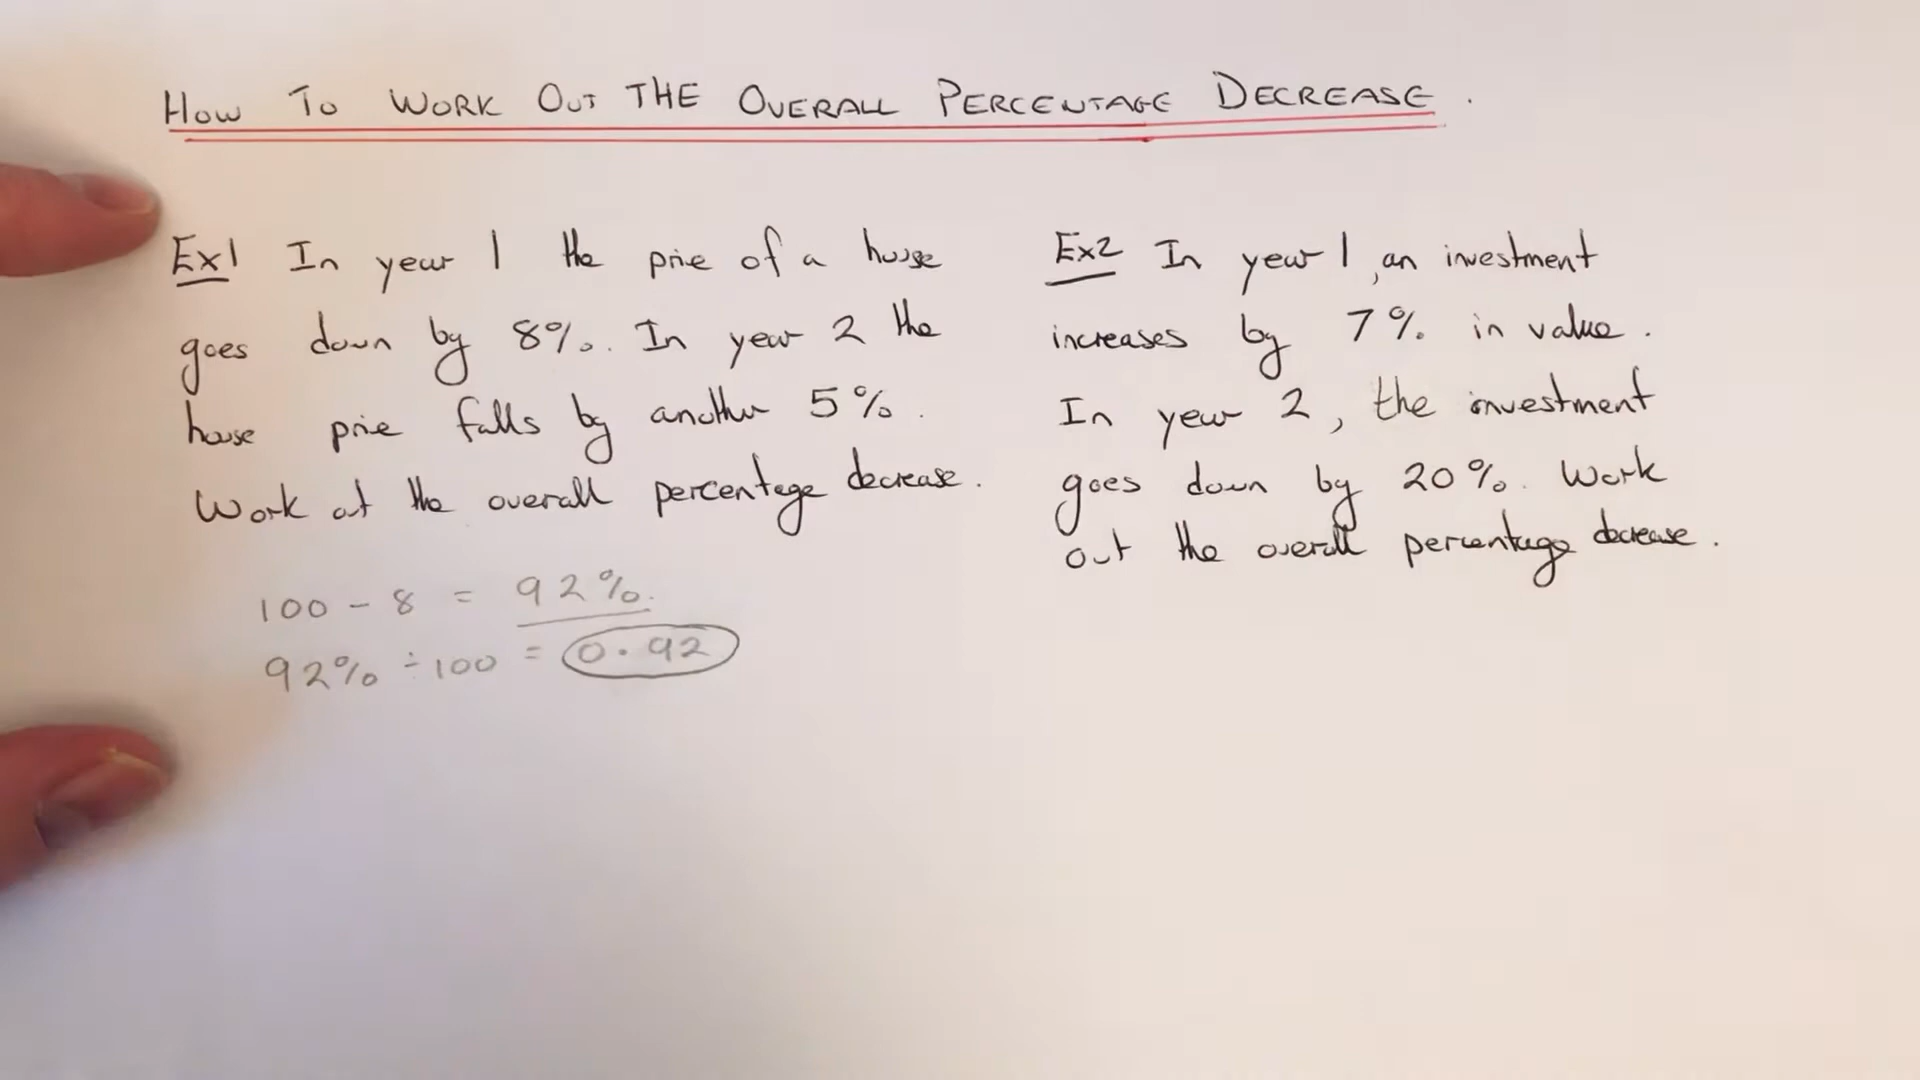 HOW TO WORK OUT THE OVERALL PERCENTAGE DECREASE.
Ex1 In year 1 the price of a house
goes down by 8%. In year 2 the
house price falls by another 5%.
Work out the overall percentage decrease.
100 - 8 = 92%.
92% ÷ 100 = 0.92
Ex2 In year 1, an investment
increases by 7% in value.
In year 2, the investment
goes down by 20%. Work
out the overall percentage decrease.